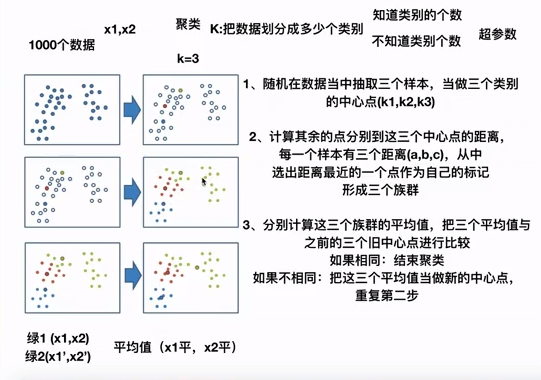 x1,x2
聚类
K:把数据划分成多少个类别
知道类别的个数
不知道类别个数
超参数
1000个数据
k=3
1、随机在数据当中抽取三个样本，当做三个类别
的中心点(k1,k2,k3)
2、计算其余的点分别到这三个中心点的距离，
每一个样本有三个距离(a,b,c)，从中
选出距离最近的一个点作为自己的标记
形成三个族群
3、分别计算这三个族群的平均值，把三个平均值与
之前的三个旧中心点进行比较
如果相同：结束聚类
如果不相同：把这三个平均值当做新的中心点，
重复第二步
绿1 (x1,x2)
绿2(x1',x2')
平均值（x1平，x2平）